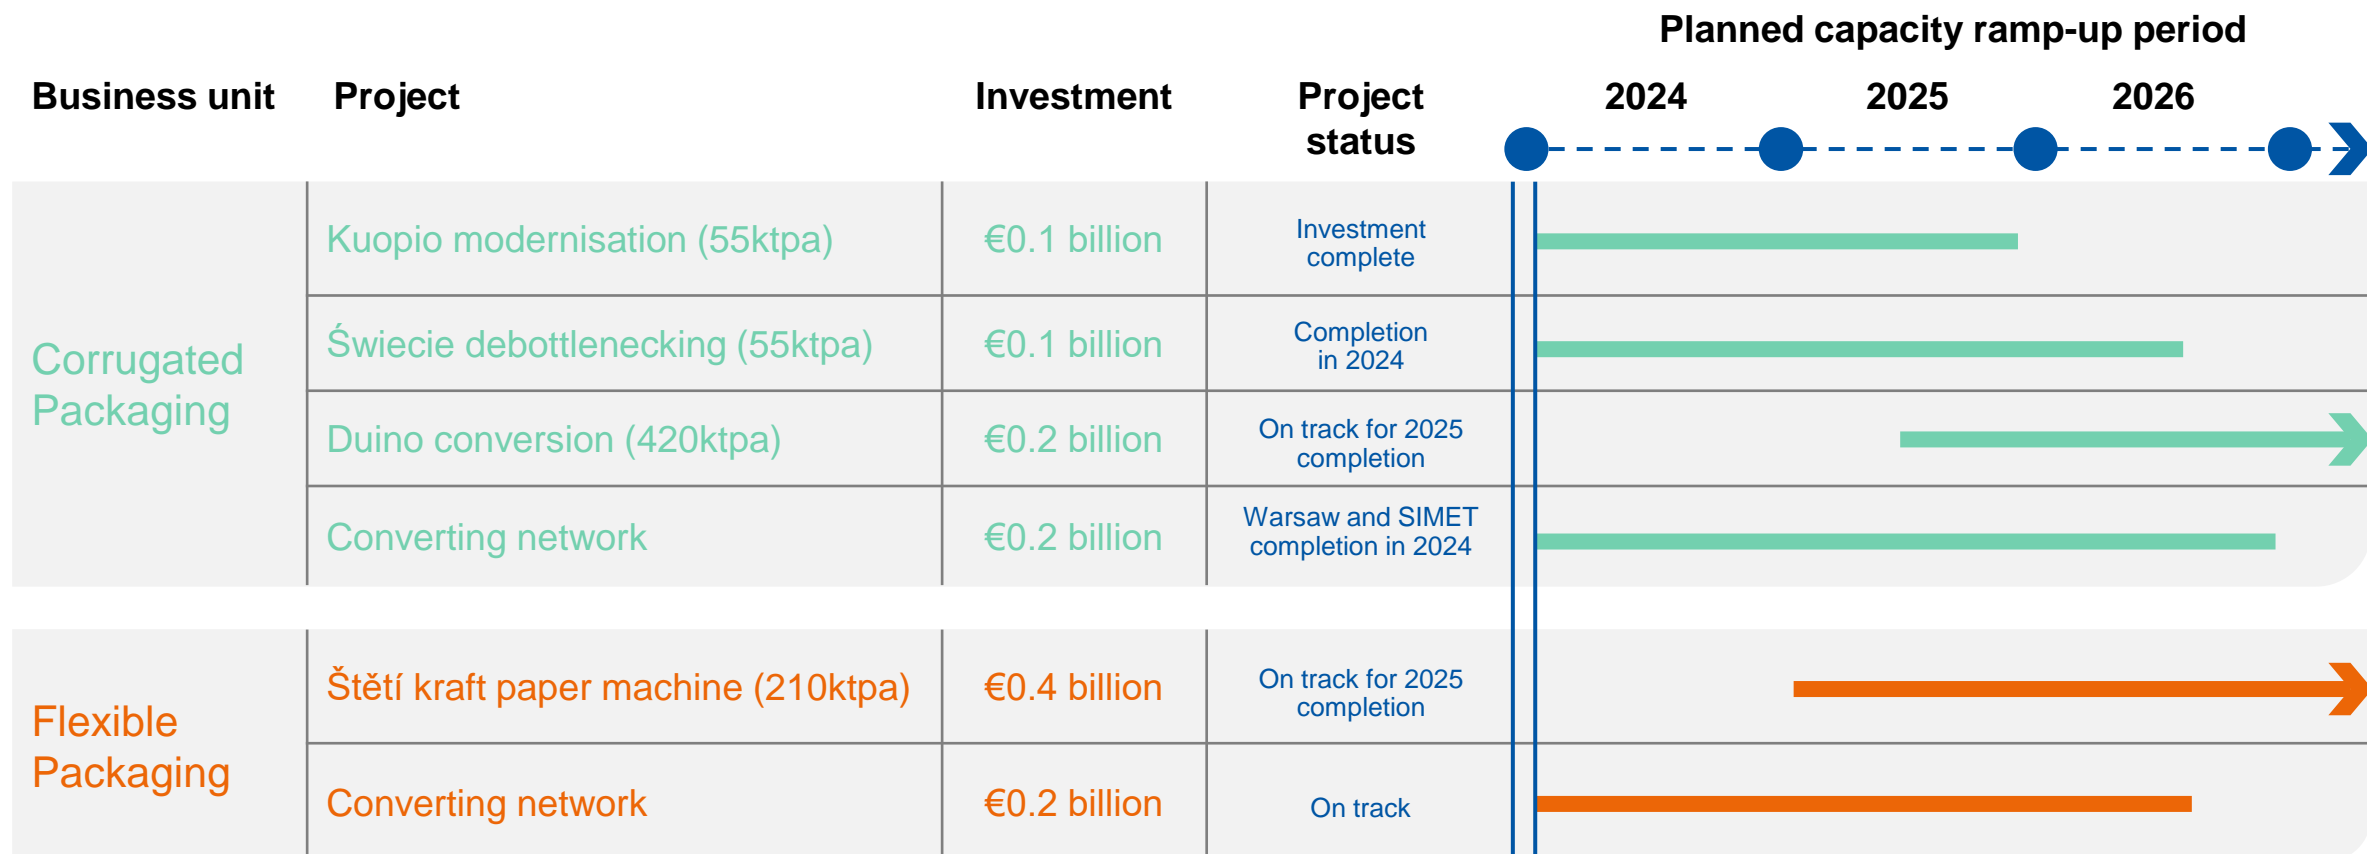 Planned capacity ramp-up period
Business unit
Project
Investment
Project
status
2024
2025
2026
Corrugated
Packaging
Kuopio modernisation (55ktpa)
€0.1 billion
Investment
complete
Świecie debottlenecking (55ktpa)
€0.1 billion
Completion
in 2024
Duino conversion (420ktpa)
€0.2 billion
On track for 2025
completion
Converting network
€0.2 billion
Warsaw and SIMET
completion in 2024
Flexible
Packaging
Štětí kraft paper machine (210ktpa)
€0.4 billion
On track for 2025
completion
Converting network
€0.2 billion
On track